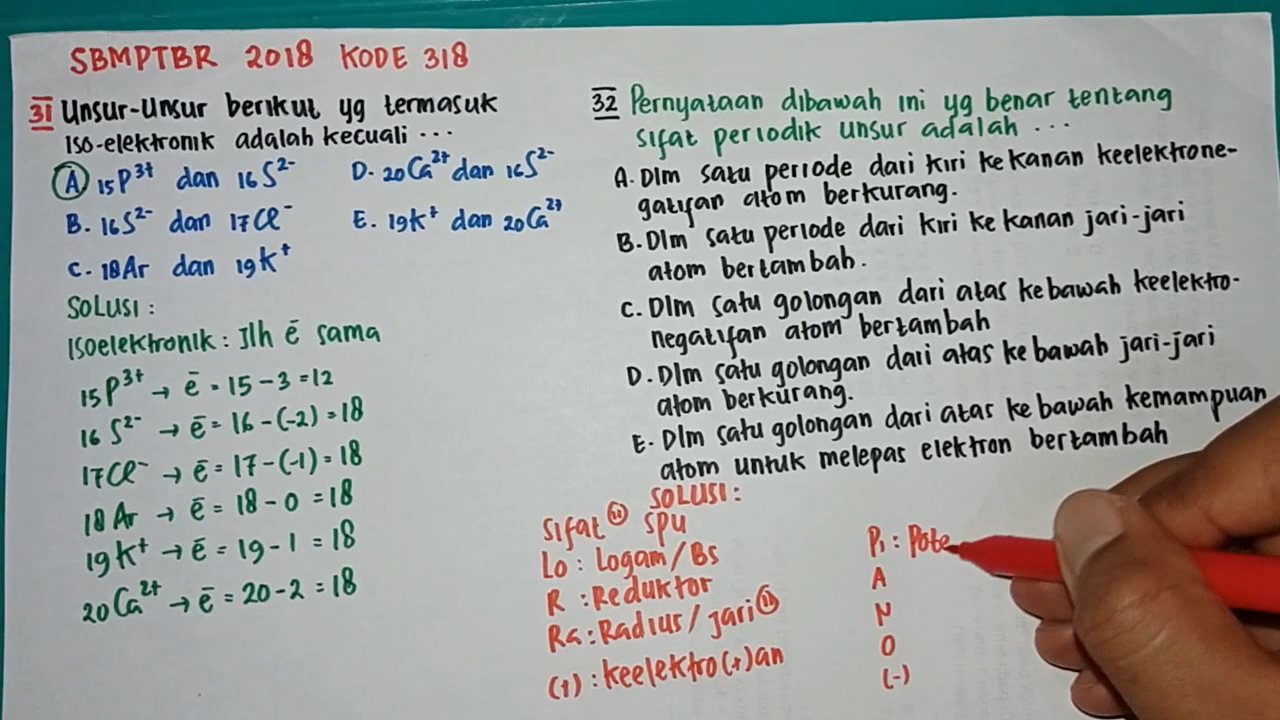 SBMPTBR 2018 KODE 318
31 Unsur-Unsur berikut yg termasuk
Iso-elektronik adalah kecuali ...
A. 15P³⁺ dan 16S²⁻
B. 16S²⁻ dan 17Cl⁻
C. 18Ar dan 19K⁺
D. 20Ca²⁺ dan 16S²⁻
E. 19K⁺ dan 20Ca²⁺
SOLUSI:
Isoelektronik: Jlh ē sama
15P³⁺ → ē = 15-3 = 12
16S²⁻ → ē = 16-(-2) = 18
17Cl⁻ → ē = 17-(-1) = 18
18Ar → ē = 18-0 = 18
19K⁺ → ē = 19-1 = 18
20Ca²⁺ → ē = 20-2 = 18
32 Pernyataan dibawah ini yg benar tentang
sifat periodik unsur adalah ...
A. Dlm satu periode dari kiri ke kanan keelektrone-
gatifan atom berkurang.
B. Dlm satu periode dari kiri ke kanan jari-jari
atom bertambah.
C. Dlm satu golongan dari atas kebawah keelektro-
negatifan atom bertambah
D. Dlm satu golongan dari atas ke bawah jari-jari
atom berkurang.
E. Dlm satu golongan dari atas ke bawah kemampuan
atom untuk melepas elektron bertambah
SOLUSI:
Sifat² SPU
Lo: Logam/Bs
R: Reduktor
Ra: Radius/jari²
(+): keelektro(+)an
Pi: Pote
A
N
O
(-)